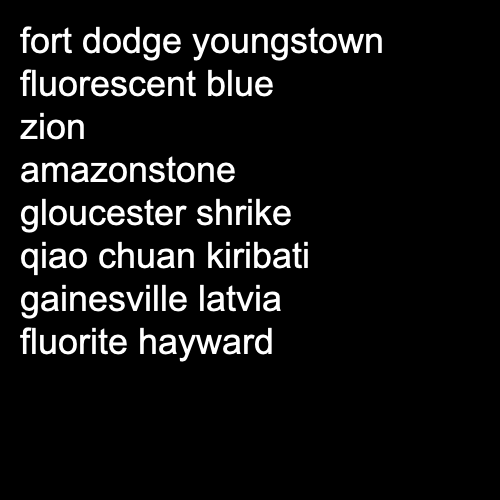 fort dodge youngstown
fluorescent blue
zion
amazonstone
gloucester shrike
qiao chuan kiribati
gainesville latvia
fluorite hayward